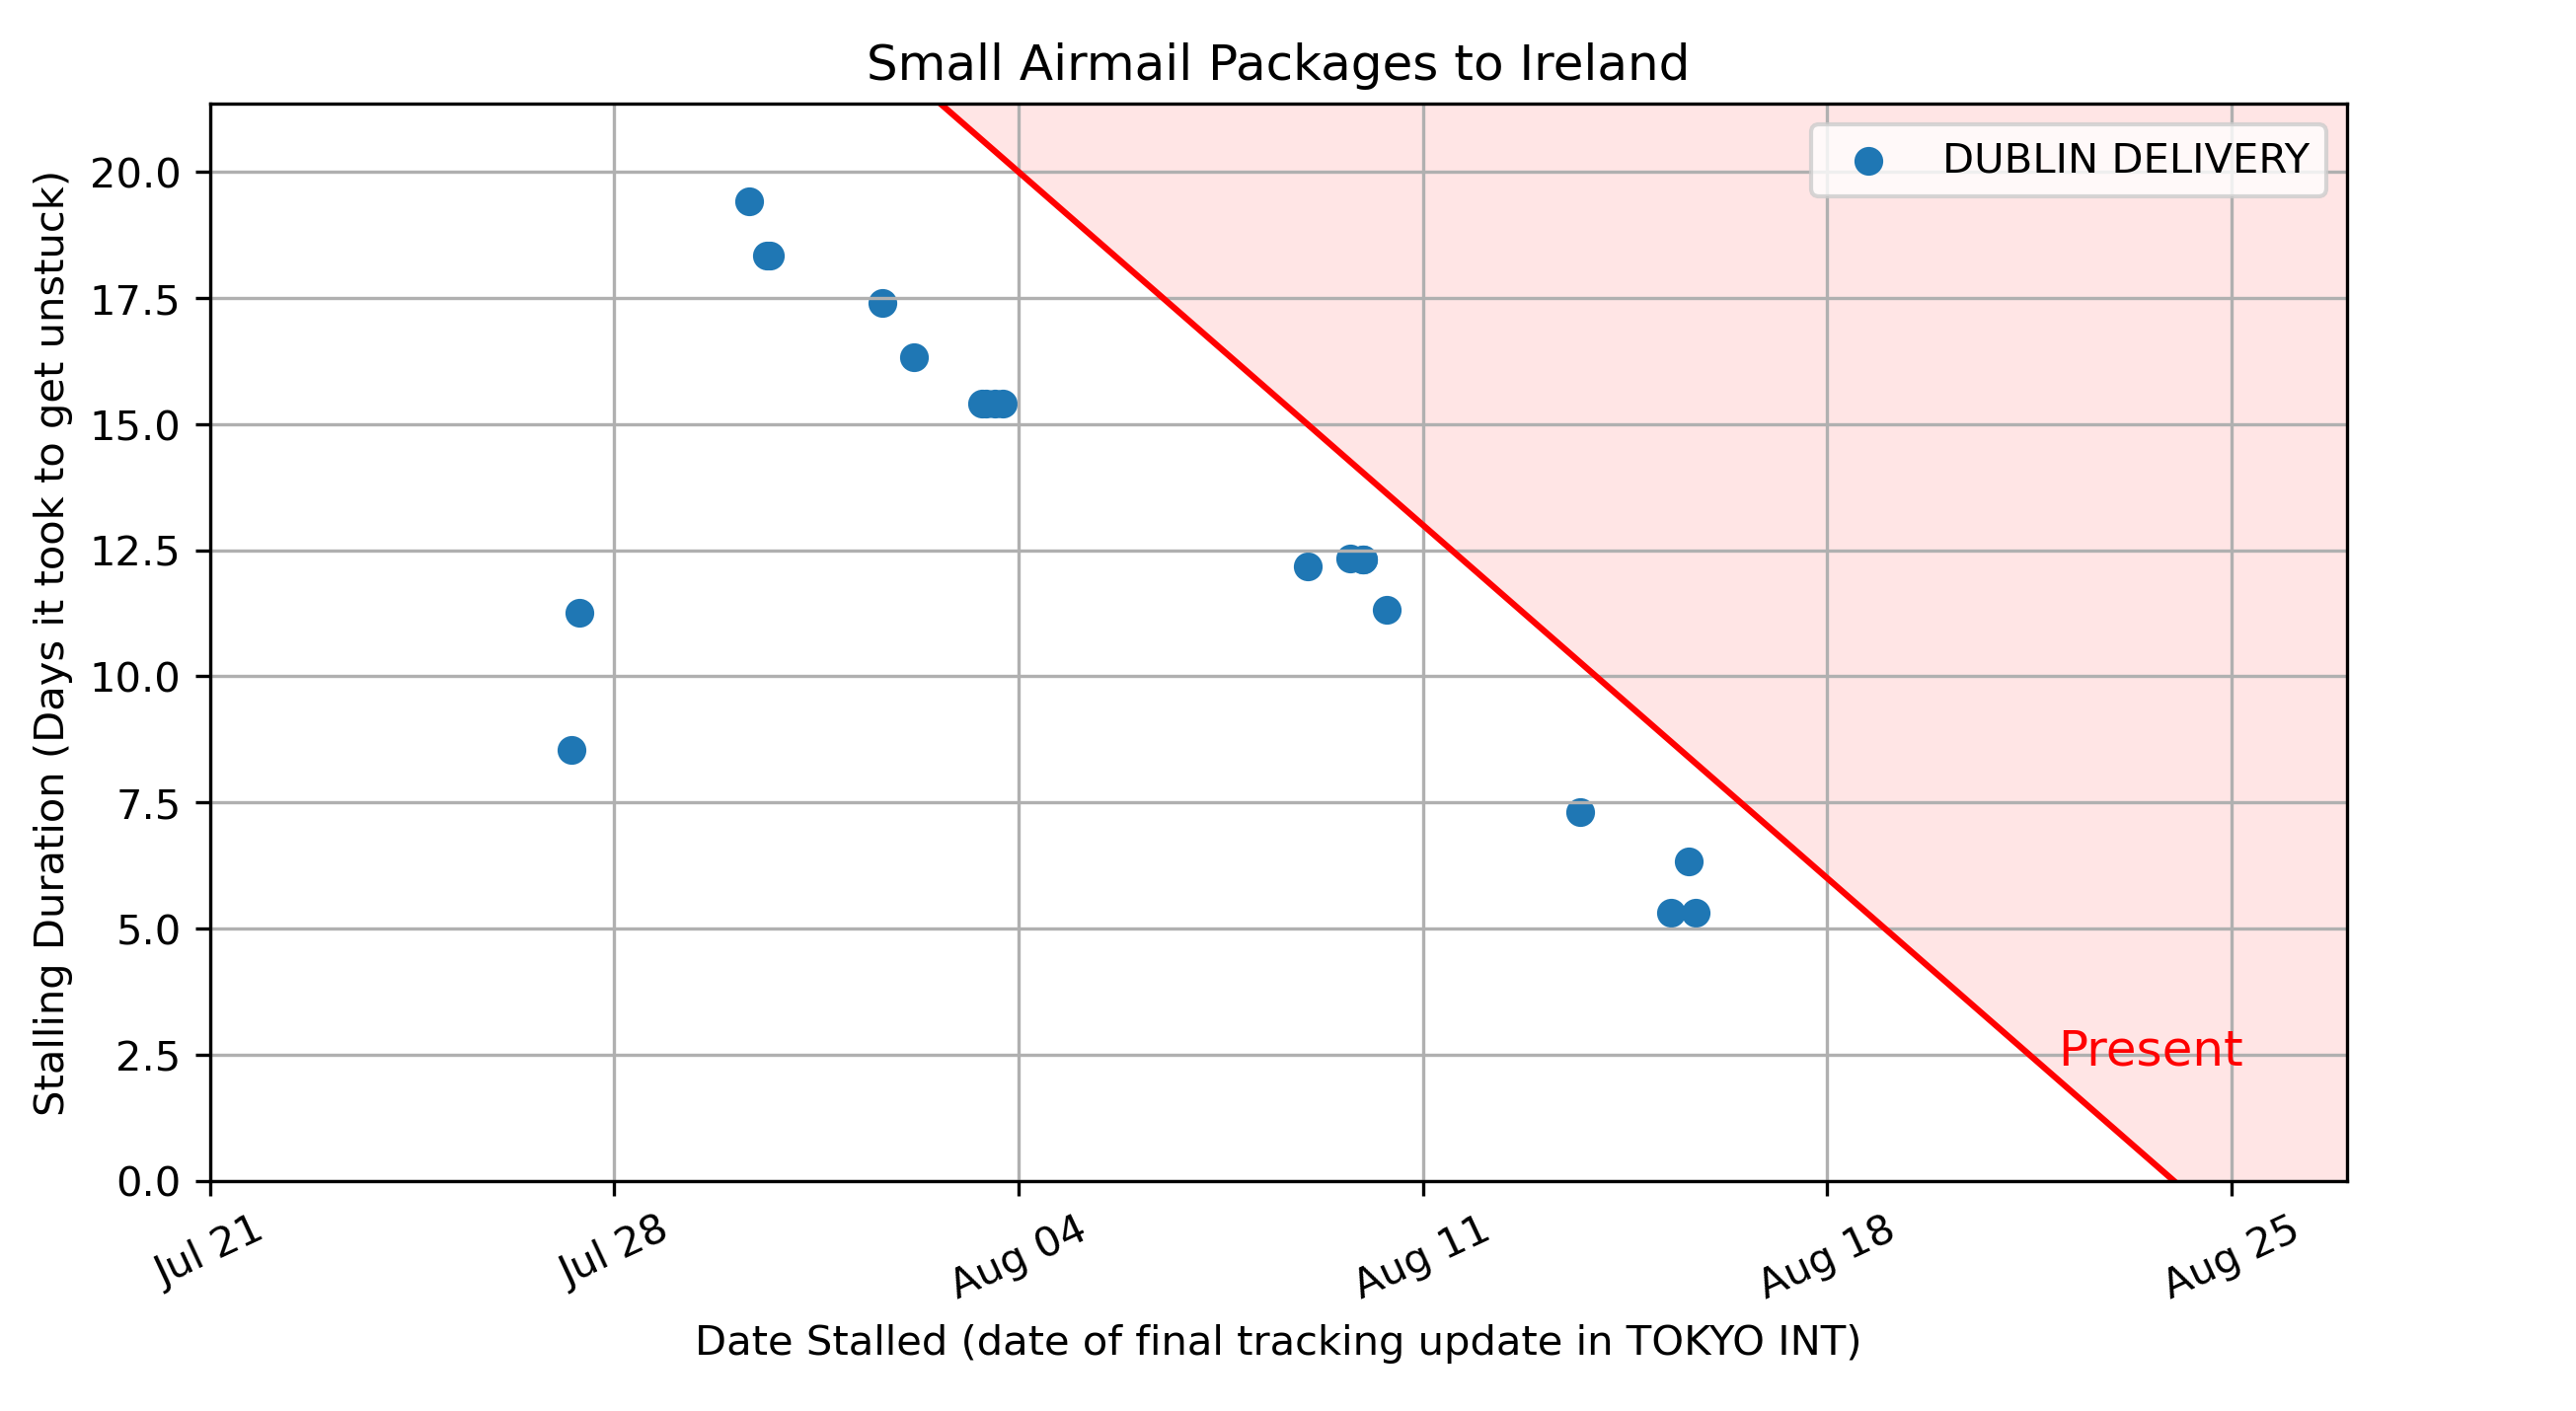 Small Airmail Packages to Ireland
DUBLIN DELIVERY
Stalling Duration (Days it took to get unstuck)
20.0
17.5
15.0
12.5
10.0
7.5
5.0
2.5
0.0
Present
Jul 21
Jul 28
Aug 04
Aug 11
Aug 18
Aug 25
Date Stalled (date of final tracking update in TOKYO INT)